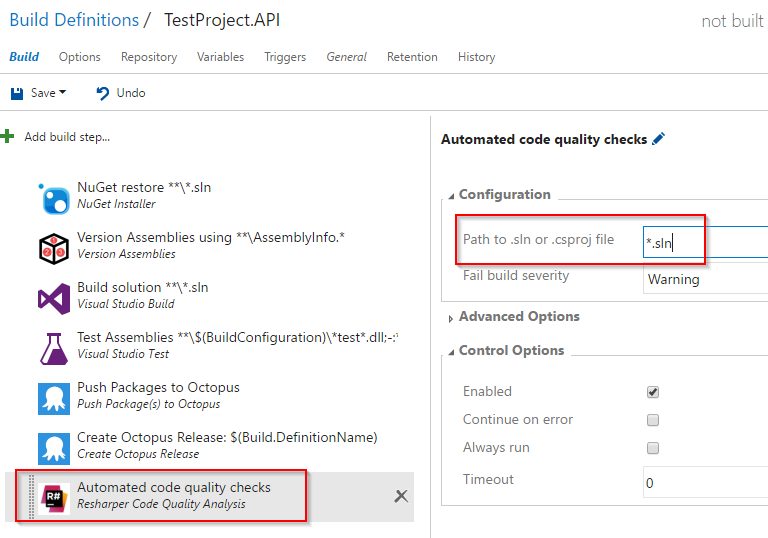 Build Definitions / TestProject.API
not built
Build Options Repository Variables Triggers General Retention History
Save Undo
Add build step...
NuGet restore **\*.sln
NuGet Installer
Version Assemblies using **\AssemblyInfo.*
Version Assemblies
Build solution **\*.sln
Visual Studio Build
Test Assemblies **\$(BuildConfiguration)\*test*.dll;-:*
Visual Studio Test
Push Packages to Octopus
Push Package(s) to Octopus
Create Octopus Release: $(Build.DefinitionName)
Create Octopus Release
R#
Automated code quality checks
Resharper Code Quality Analysis
Automated code quality checks
Configuration
Path to .sln or .csproj file *.sln
Fail build severity Warning
Advanced Options
Control Options
Enabled
Continue on error
Always run
Timeout 0